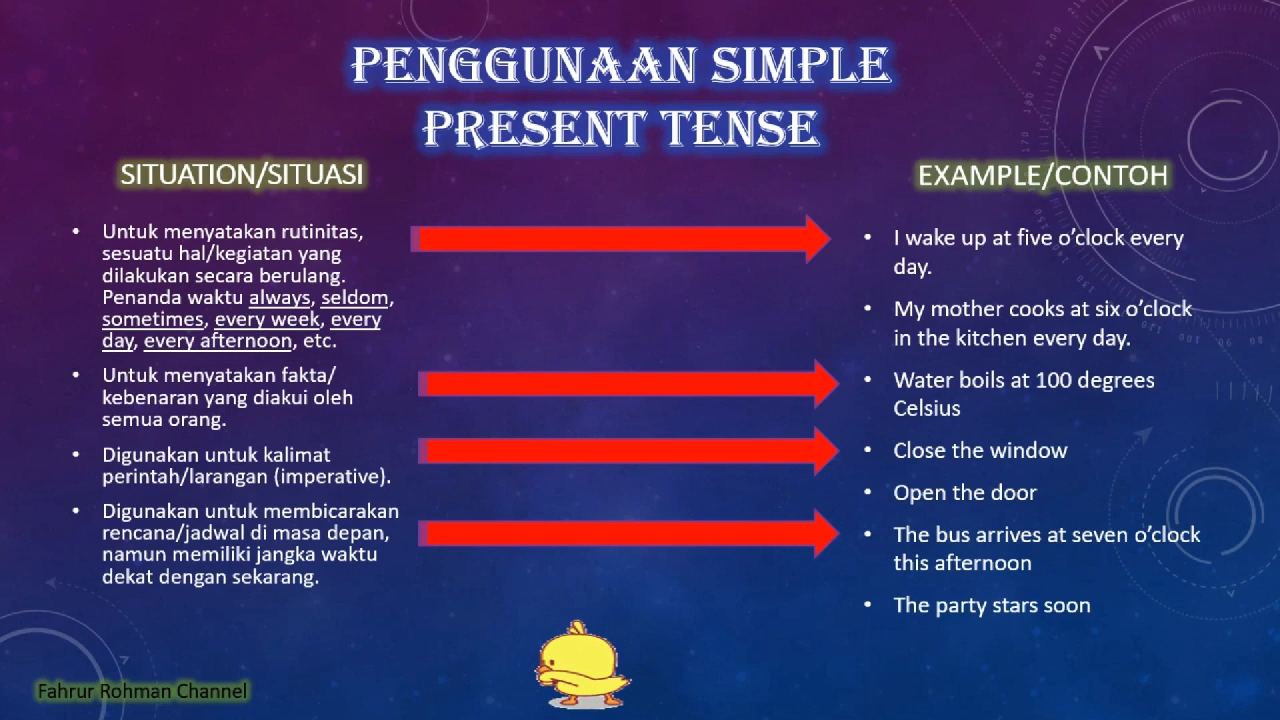 PENGGUNAAN SIMPLE
PRESENT TENSE
SITUATION/SITUASI
• Untuk menyatakan rutinitas,
sesuatu hal/kegiatan yang
dilakukan secara berulang.
Penanda waktu always, seldom,
sometimes, every week, every
day, every afternoon, etc.
• Untuk menyatakan fakta/
kebenaran yang diakui oleh
semua orang.
• Digunakan untuk kalimat
perintah/larangan (imperative).
• Digunakan untuk membicarakan
rencana/jadwal di masa depan,
namun memiliki jangka waktu
dekat dengan sekarang.
EXAMPLE/CONTOH
• I wake up at five o’clock every
day.
• My mother cooks at six o’clock
in the kitchen every day.
• Water boils at 100 degrees
Celsius
• Close the window
• Open the door
• The bus arrives at seven o’clock
this afternoon
• The party stars soon
Fahrur Rohman Channel